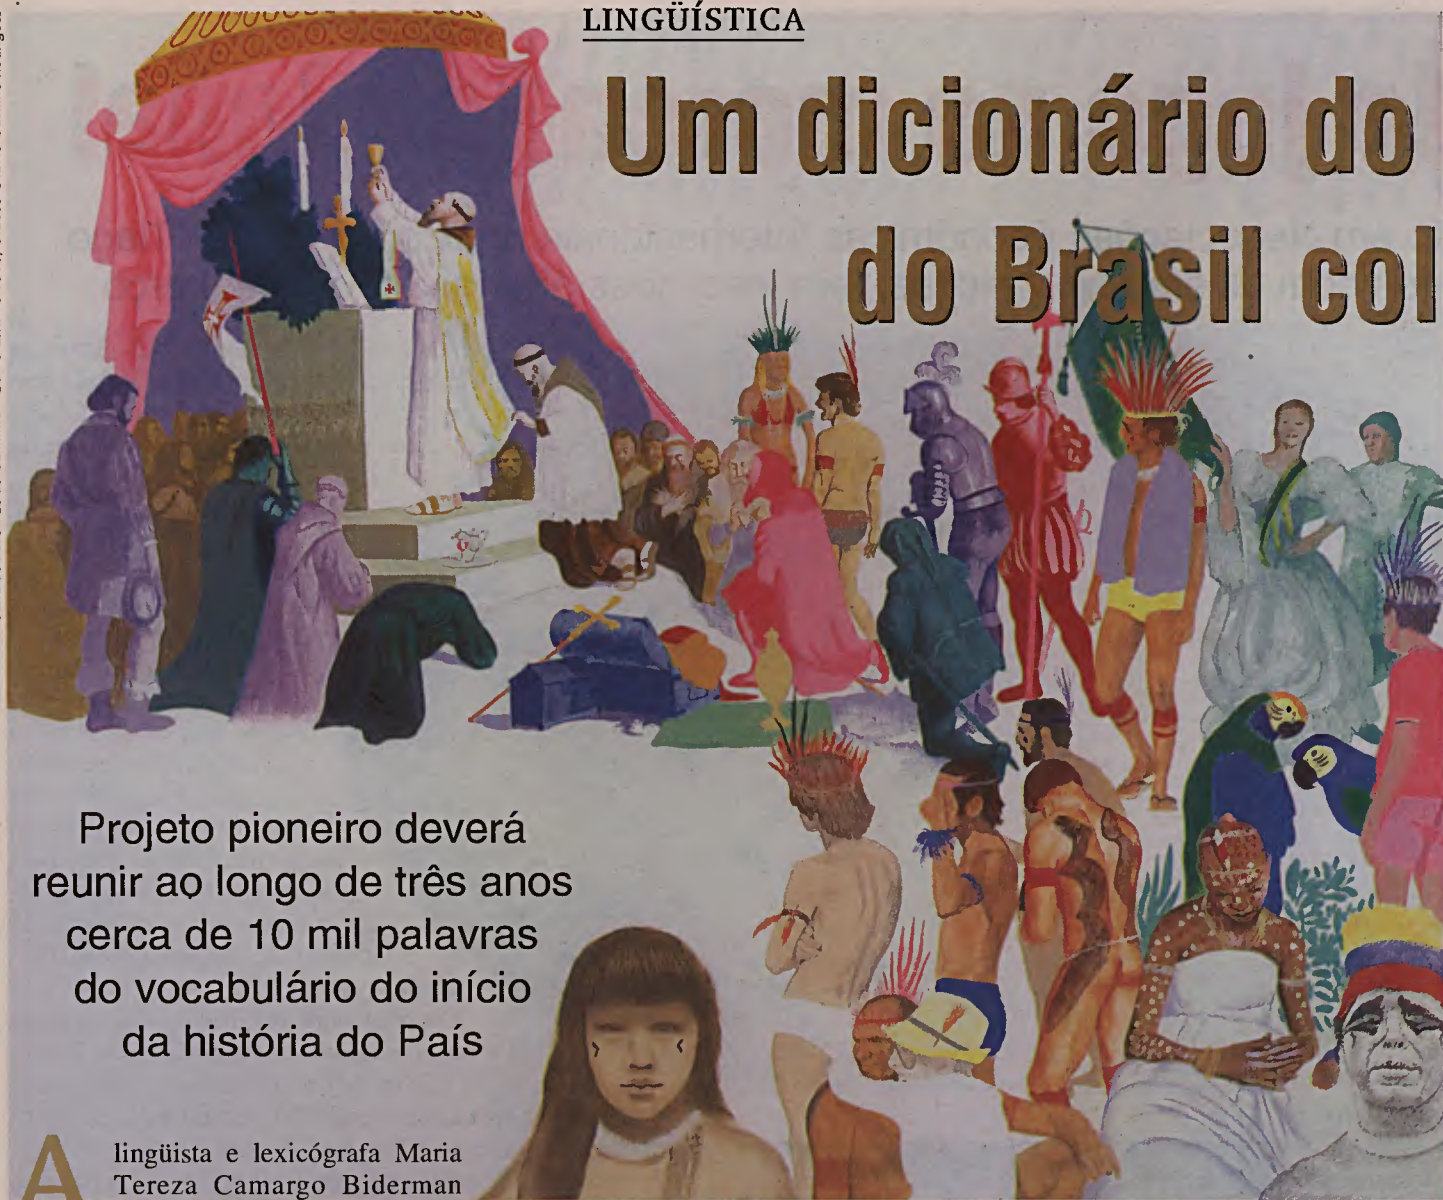 LINGÜÍSTICA
Um dicionário do
do Brasil col
Projeto pioneiro deverá
reunir ao longo de três anos
cerca de 10 mil palavras
do vocabulário do início
da história do País
A lingüista e lexicógrafa Maria
Tereza Camargo Biderman